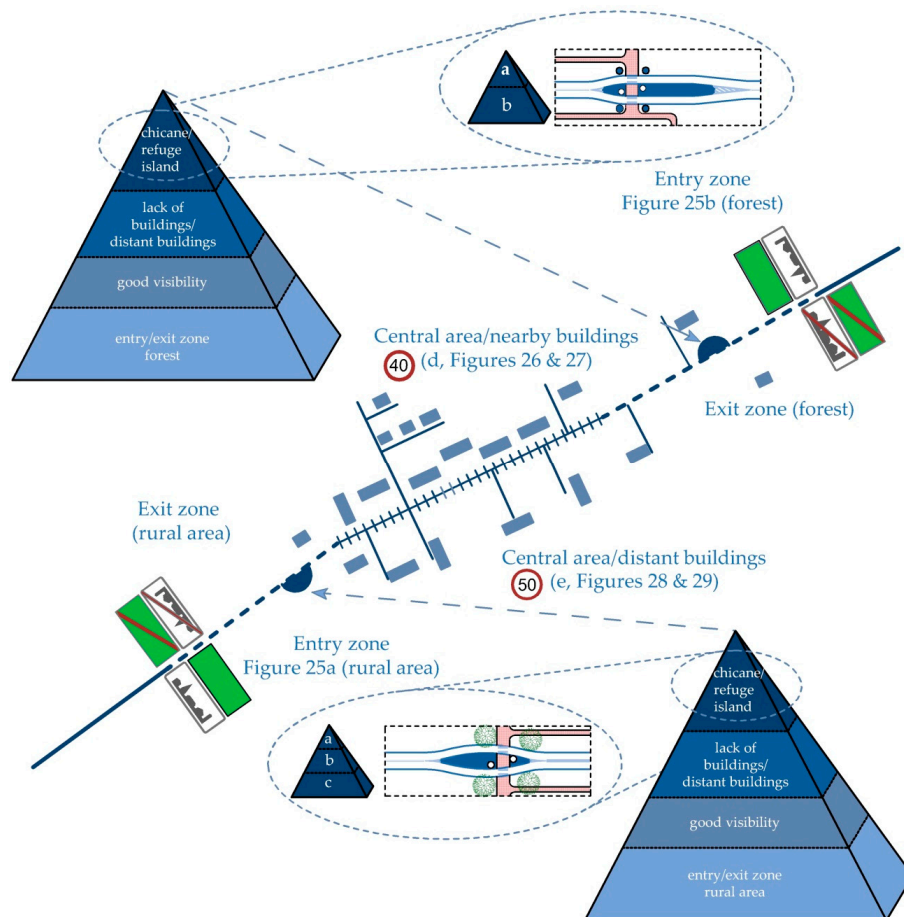 a
b
chicane/
refuge
island
lack of
buildings/
distant buildings
good visibility
entry/exit zone
forest
Entry zone
Figure 25b (forest)
Central area/nearby buildings
40
(d, Figures 26 & 27)
Exit zone (forest)
Exit zone
(rural area)
Central area/distant buildings
50
(e, Figures 28 & 29)
Entry zone
Figure 25a (rural area)
a
b
c
chicane/
refuge
island
lack of
buildings/
distant buildings
good visibility
entry/exit zone
rural area